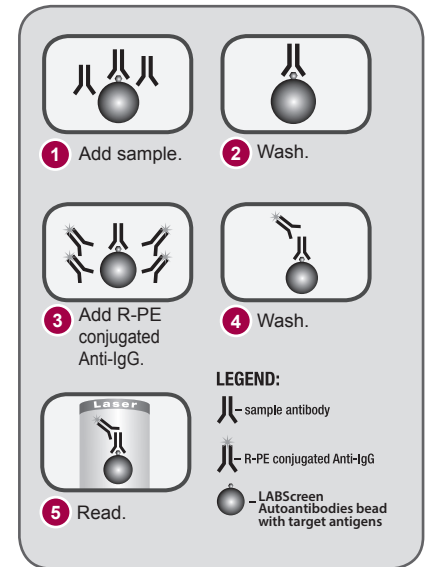 1 Add sample.
2 Wash.
3 Add R-PE
conjugated
Anti-IgG.
4 Wash.
Laser
5 Read.
LEGEND:
– sample antibody
– R-PE conjugated Anti-IgG
– LABScreen
Autoantibodies bead
with target antigens